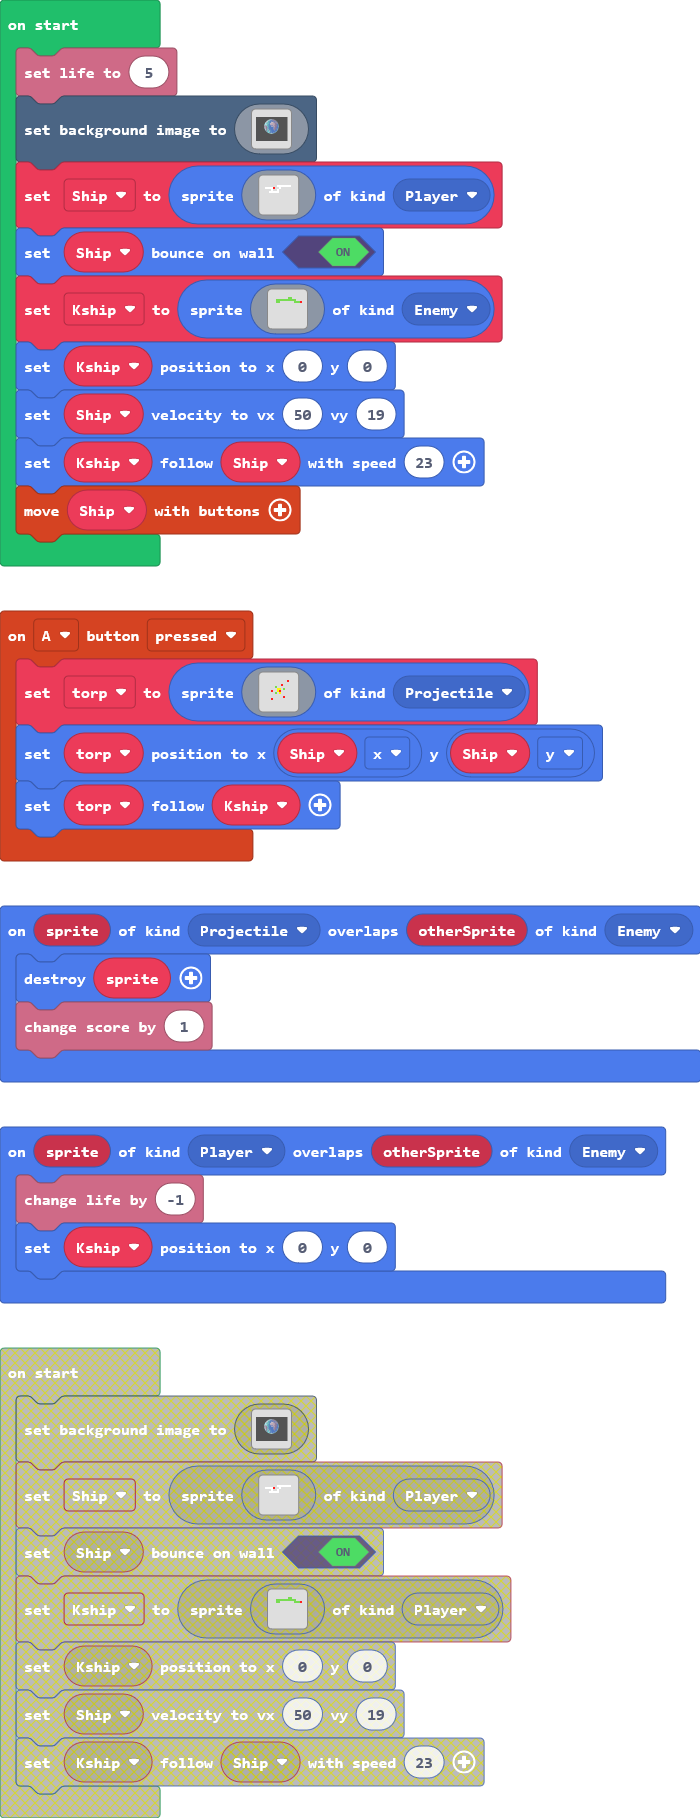 on start
set life to 5
set background image to
set Ship to sprite of kind Player
set Ship bounce on wall ON
set Kship to sprite of kind Enemy
set Kship position to x 0 y 0
set Ship velocity to vx 50 vy 19
set Kship follow Ship with speed 23
move Ship with buttons
on A button pressed
set torp to sprite of kind Projectile
set torp position to x Ship x y Ship y
set torp follow Kship
on sprite of kind Projectile overlaps otherSprite of kind Enemy
destroy sprite
change score by 1
on sprite of kind Player overlaps otherSprite of kind Enemy
change life by -1
set Kship position to x 0 y 0
on start
set background image to
set Ship to sprite of kind Player
set Ship bounce on wall ON
set Kship to sprite of kind Player
set Kship position to x 0 y 0
set Ship velocity to vx 50 vy 19
set Kship follow Ship with speed 23